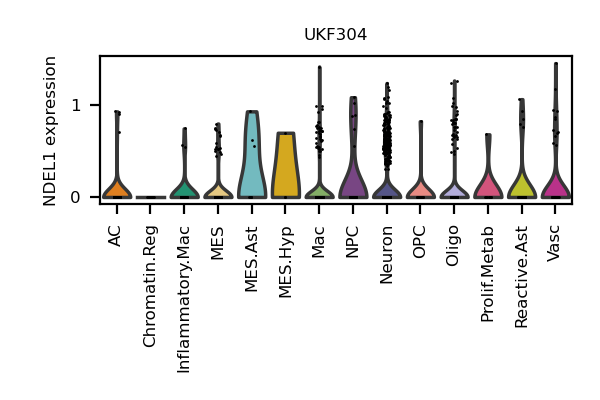 UKF304
NDEL1 expression
1
0
AC
Chromatin.Reg
Inflammatory.Mac
MES
MES.Ast
MES.Hyp
Mac
NPC
Neuron
OPC
Oligo
Prolif.Metab
Reactive.Ast
Vasc